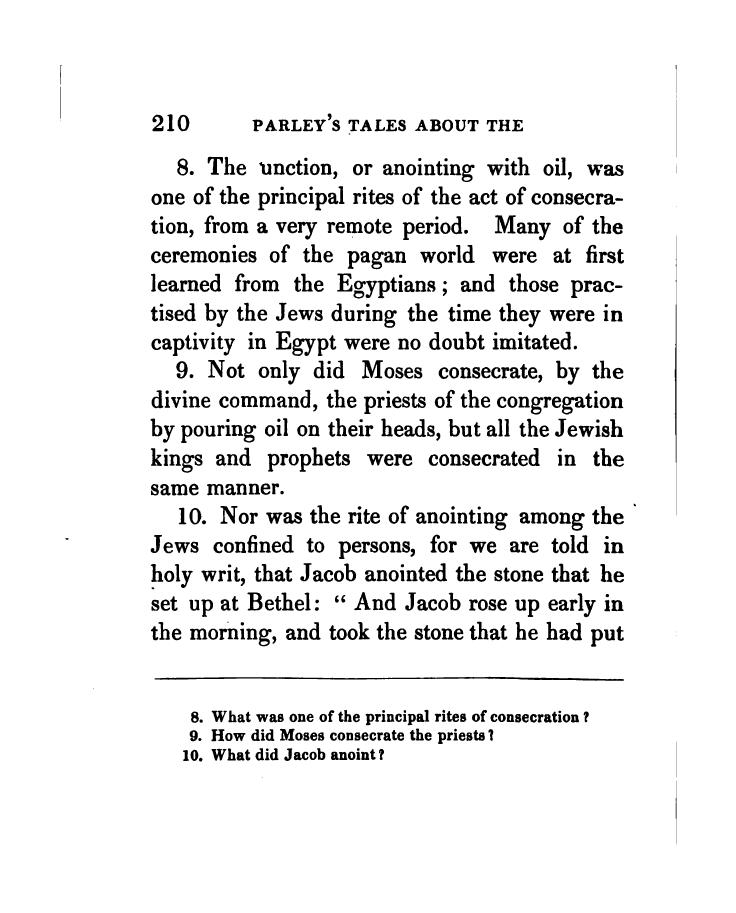 210 PARLEY'S TALES ABOUT THE
8. The unction, or anointing with oil, was
one of the principal rites of the act of consecra-
tion, from a very remote period. Many of the
ceremonies of the pagan world were at first
learned from the Egyptians; and those prac-
tised by the Jews during the time they were in
captivity in Egypt were no doubt imitated.
9. Not only did Moses consecrate, by the
divine command, the priests of the congregation
by pouring oil on their heads, but all the Jewish
kings and prophets were consecrated in the
same manner.
10. Nor was the rite of anointing among the
Jews confined to persons, for we are told in
holy writ, that Jacob anointed the stone that he
set up at Bethel: “ And Jacob rose up early in
the morning, and took the stone that he had put
8. What was one of the principal rites of consecration?
9. How did Moses consecrate the priests?
10. What did Jacob anoint?